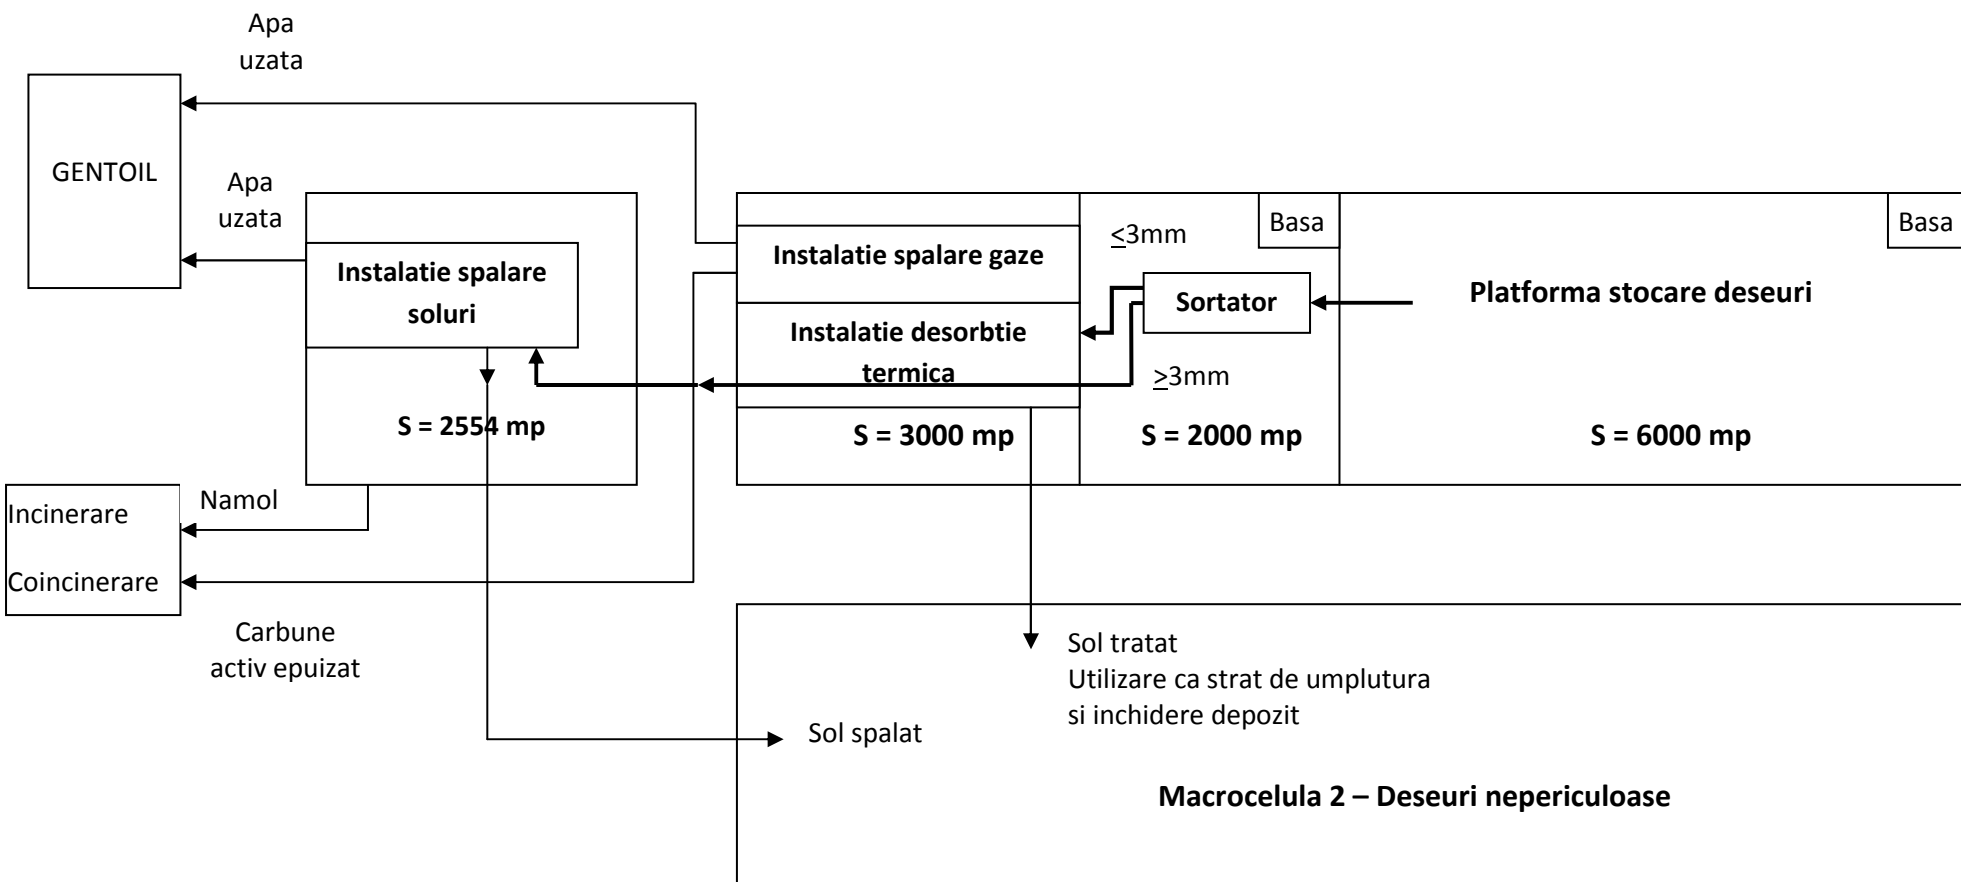 Apa
uzata
GENTOIL
Apa
uzata
Instalatie spalare
soluri
S = 2554 mp
Instalatie spalare gaze
Instalatie desorbtie
termica
S = 3000 mp
≤3mm
Basa
Sortator
≥3mm
S = 2000 mp
Basa
Platforma stocare deseuri
S = 6000 mp
Incinerare
Coincinerare
Namol
Carbune
activ epuizat
Sol tratat
Utilizare ca strat de umplutura
si inchidere depozit
Sol spalat
Macrocelula 2 – Deseuri nepericuloase